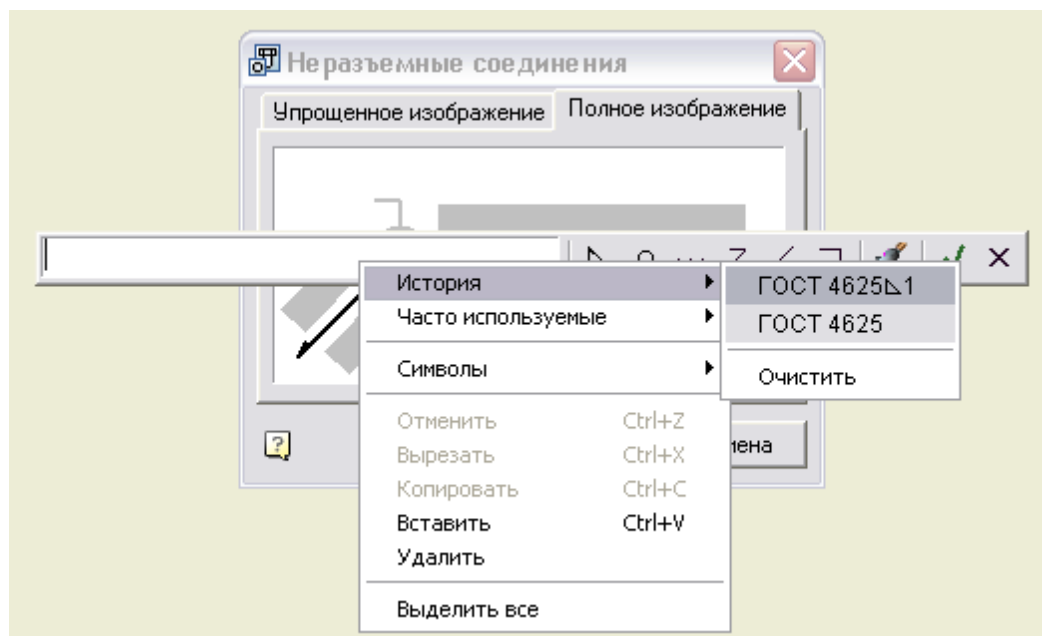 Неразъемные соединения
Упрощенное изображение Полное изображение
История
Часто используемые
Символы
Отменить Ctrl+Z
Вырезать Ctrl+X
Копировать Ctrl+C
Вставить Ctrl+V
Удалить
Выделить все
ГОСТ 4625⊾1
ГОСТ 4625
Очистить